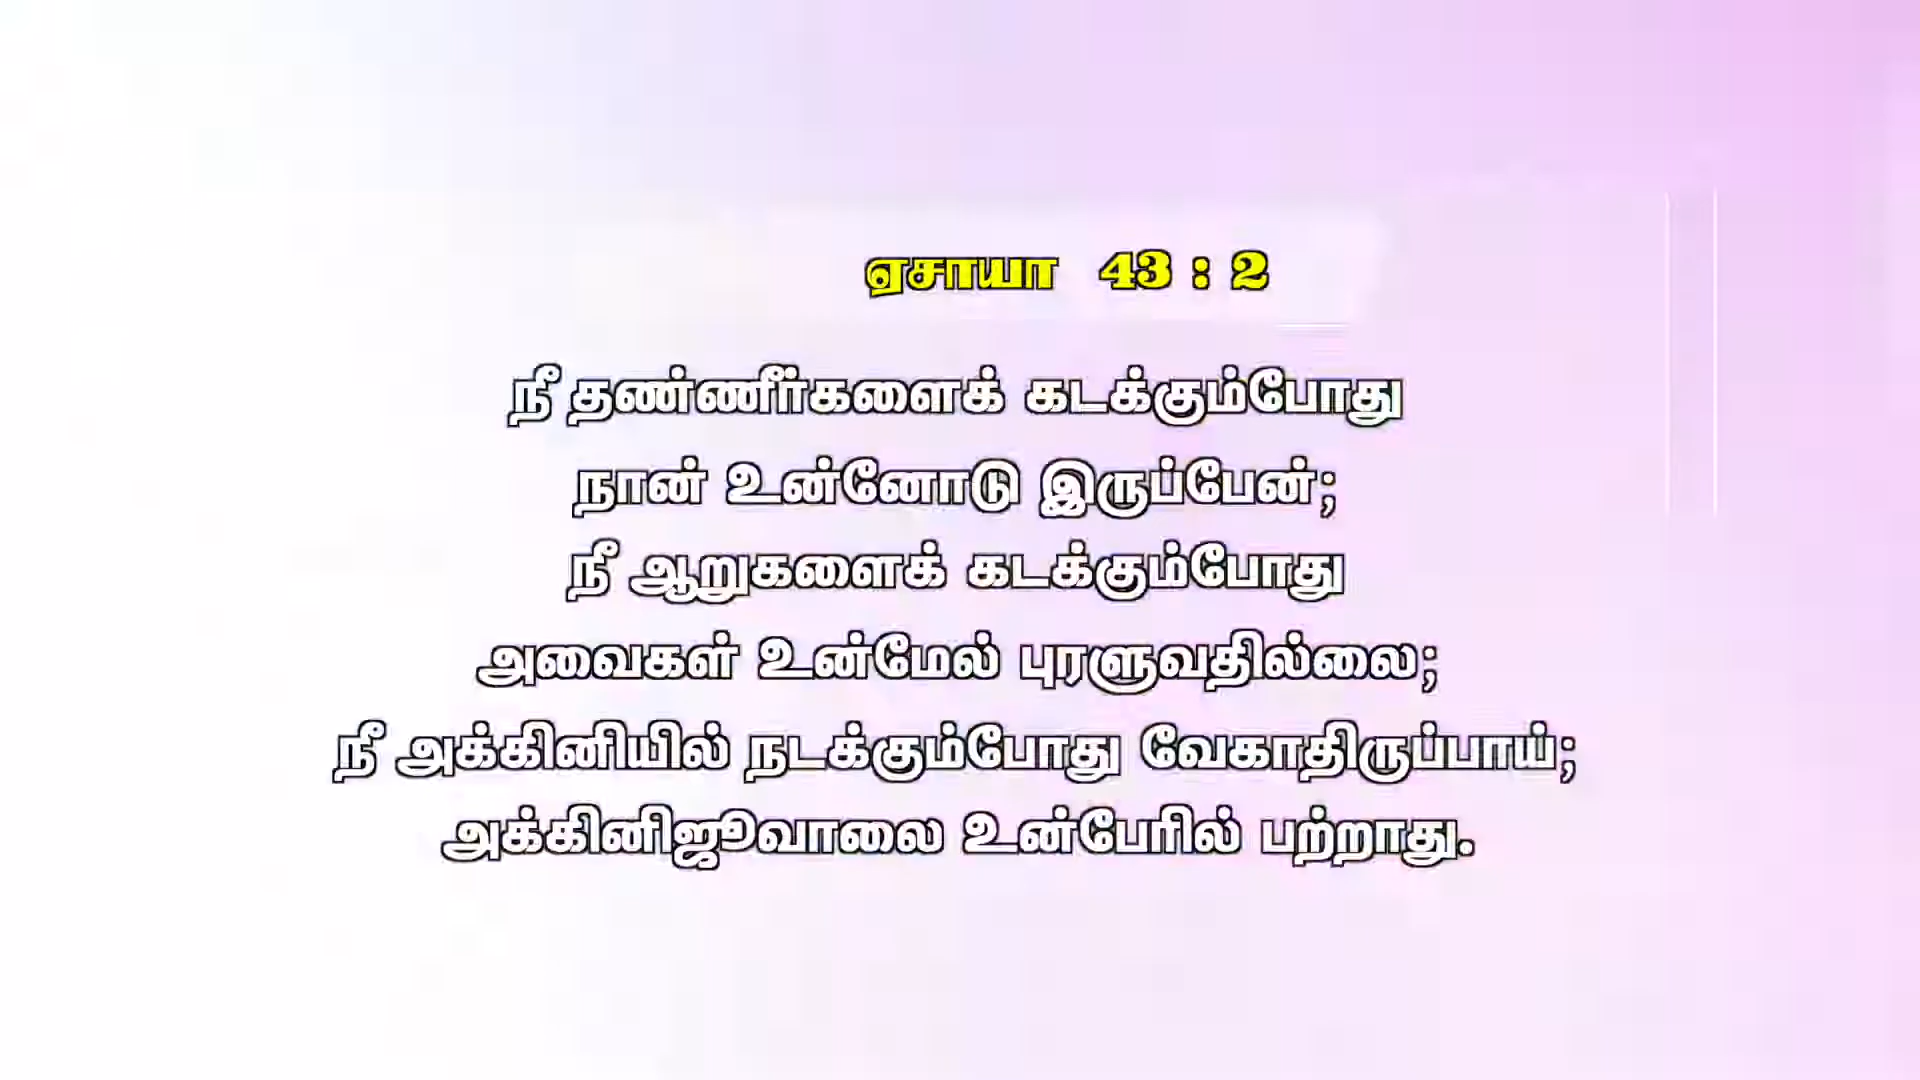 ஏசாயா 43 : 2
நீ தண்ணீர்களைக் கடக்கும்போது
நான் உன்னோடு இருப்பேன்;
நீ ஆறுகளைக் கடக்கும்போது
அவைகள் உன்மேல் புரளுவதில்லை;
நீ அக்கினியில் நடக்கும்போது வேகாதிருப்பாய்;
அக்கினிஜூவாலை உன்பேரில் பற்றாது.